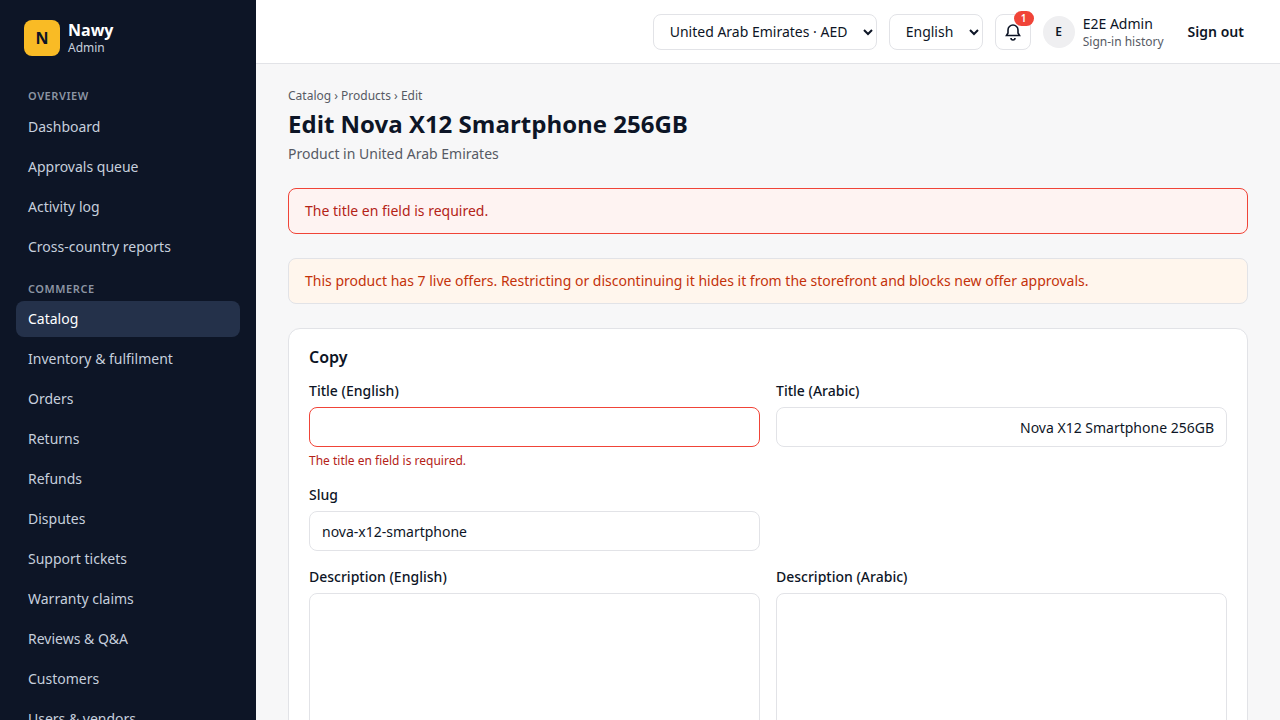 N
Nawy
Admin
OVERVIEW
Dashboard
Approvals queue
Activity log
Cross-country reports
COMMERCE
Catalog
Inventory & fulfilment
Orders
Returns
Refunds
Disputes
Support tickets
Warranty claims
Reviews & Q&A
Customers
Users & vendors
United Arab Emirates · AED
English
1
E
E2E Admin
Sign-in history
Sign out
Catalog › Products › Edit
Edit Nova X12 Smartphone 256GB
Product in United Arab Emirates
The title en field is required.
This product has 7 live offers. Restricting or discontinuing it hides it from the storefront and blocks new offer approvals.
Copy
Title (English)
Title (Arabic)
Nova X12 Smartphone 256GB
The title en field is required.
Slug
nova-x12-smartphone
Description (English)
Description (Arabic)